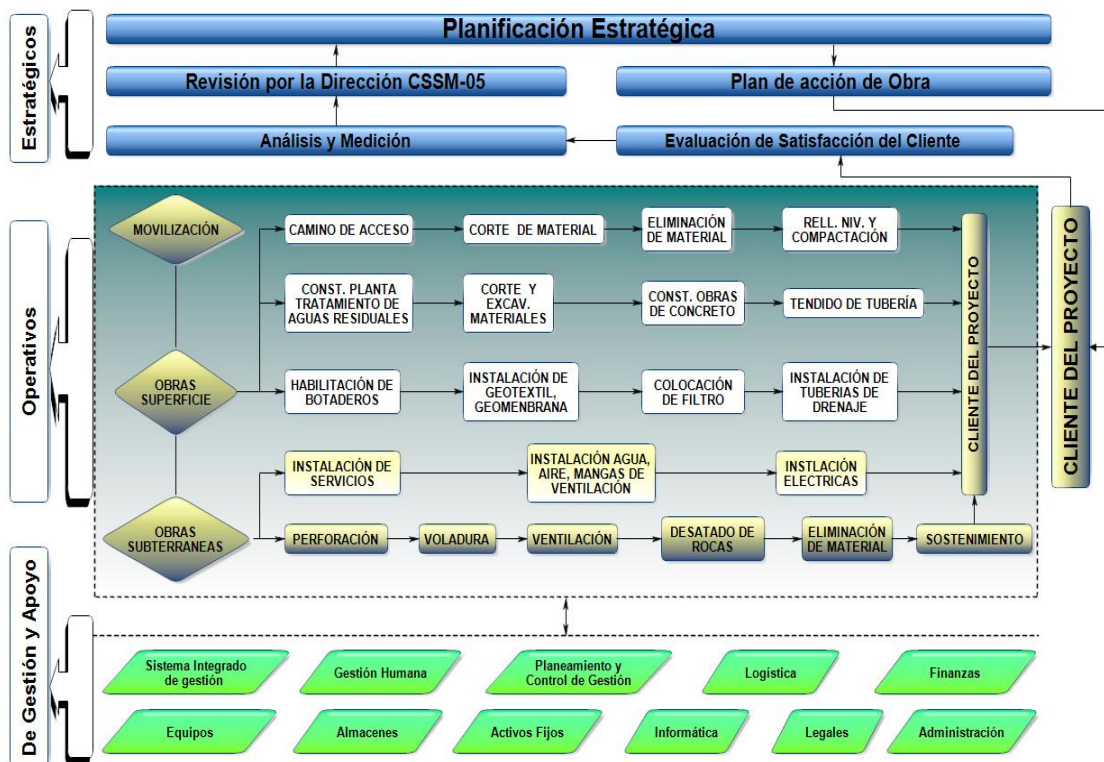 Estratégicos
Planificación Estratégica
Revisión por la Dirección CSSM-05
Plan de acción de Obra
Análisis y Medición
Evaluación de Satisfacción del Cliente
Operativos
MOVILIZACIÓN
CAMINO DE ACCESO
CORTE DE MATERIAL
ELIMINACIÓN
DE MATERIAL
RELL. NIV. Y
COMPACTACIÓN
CONST. PLANTA
TRATAMIENTO DE
AGUAS RESIDUALES
CORTE Y
EXCAV.
MATERIALES
CONST. OBRAS
DE CONCRETO
TENDIDO DE TUBERÍA
OBRAS
SUPERFICIE
HABILITACIÓN DE
BOTADEROS
INSTALACIÓN DE
GEOTEXTIL,
GEOMENBRANA
COLOCACIÓN
DE FILTRO
INSTALACIÓN DE
TUBERIAS DE
DRENAJE
INSTALACIÓN DE
SERVICIOS
INSTALACIÓN AGUA,
AIRE, MANGAS DE
VENTILACIÓN
INSTLACIÓN
ELECTRICAS
OBRAS
SUBTERRANEAS
PERFORACIÓN
VOLADURA
VENTILACIÓN
DESATADO DE
ROCAS
ELIMINACIÓN
DE MATERIAL
SOSTENIMIENTO
CLIENTE DEL PROYECTO
CLIENTE DEL PROYECTO
De Gestión y Apoyo
Sistema Integrado
de gestión
Gestión Humana
Planeamiento y
Control de Gestión
Logística
Finanzas
Equipos
Almacenes
Activos Fijos
Informática
Legales
Administración